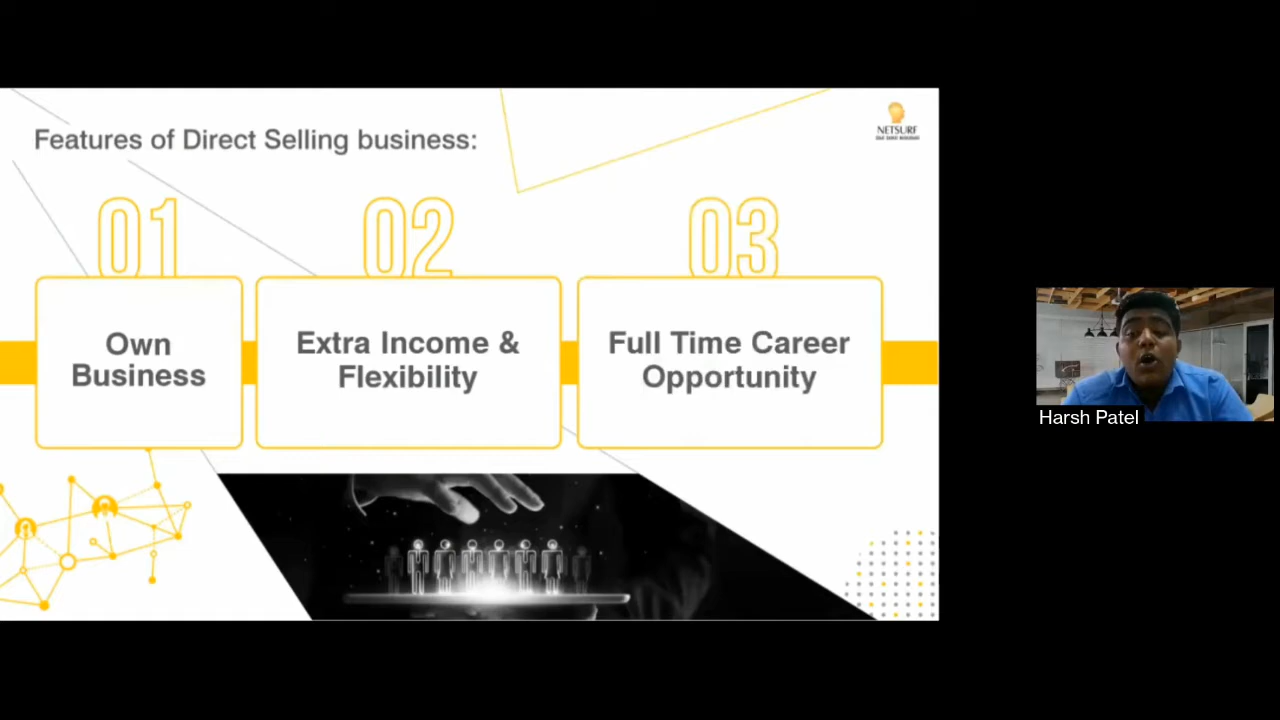 Features of Direct Selling business:
NETSURF
01
02
03
Own
Business
Extra Income &
Flexibility
Full Time Career
Opportunity
Harsh Patel